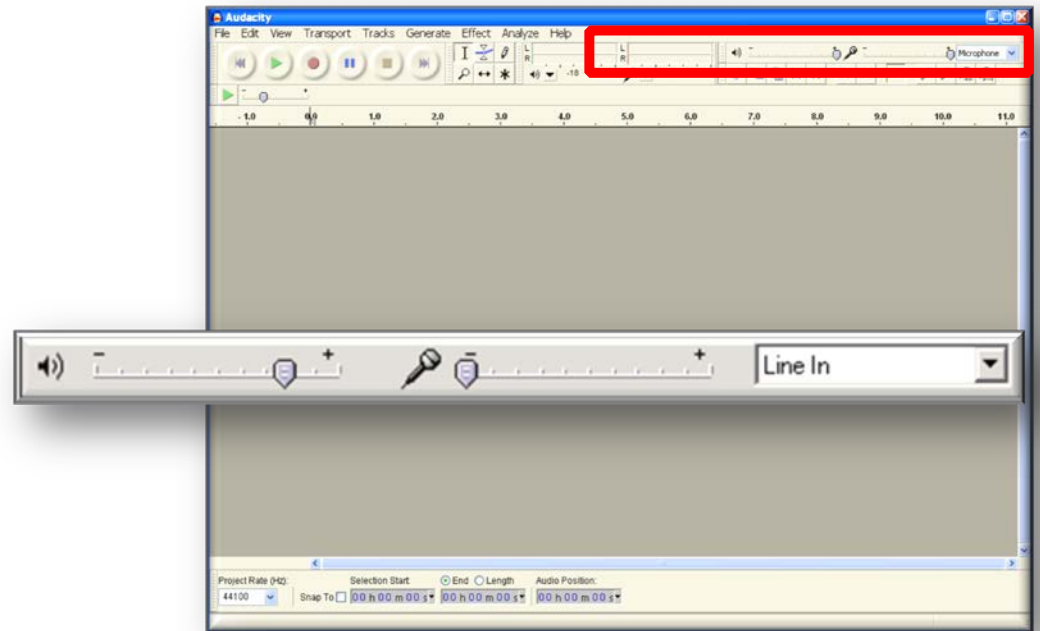 Audacity
File Edit View Transport Tracks Generate Effect Analyze Help
L L
R R
- + - + Microphone
-18
- +
- 1.0 0.0 1.0 2.0 3.0 4.0 5.0 6.0 7.0 8.0 9.0 10.0 11.0
- + - + Line In
Project Rate (Hz): Selection Start: End Length Audio Position:
44100 Snap To 00 h 00 m 00 s 00 h 00 m 00 s 00 h 00 m 00 s